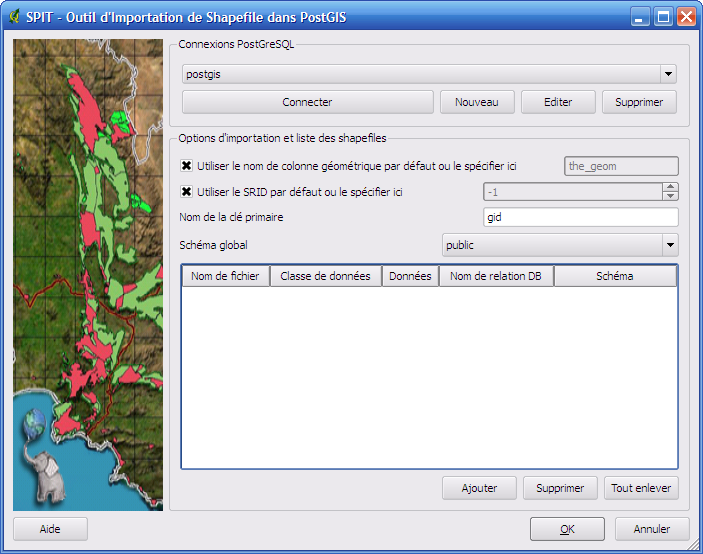 SPIT - Outil d'Importation de Shapefile dans PostGIS
Connexions PostGreSQL
postgis
Connecter
Nouveau
Editer
Supprimer
Options d'importation et liste des shapefiles
Utiliser le nom de colonne géométrique par défaut ou le spécifier ici
the_geom
Utiliser le SRID par défaut ou le spécifier ici
-1
Nom de la clé primaire
gid
Schéma global
public
Nom de fichier
Classe de données
Données
Nom de relation DB
Schéma
Ajouter
Supprimer
Tout enlever
Aide
OK
Annuler